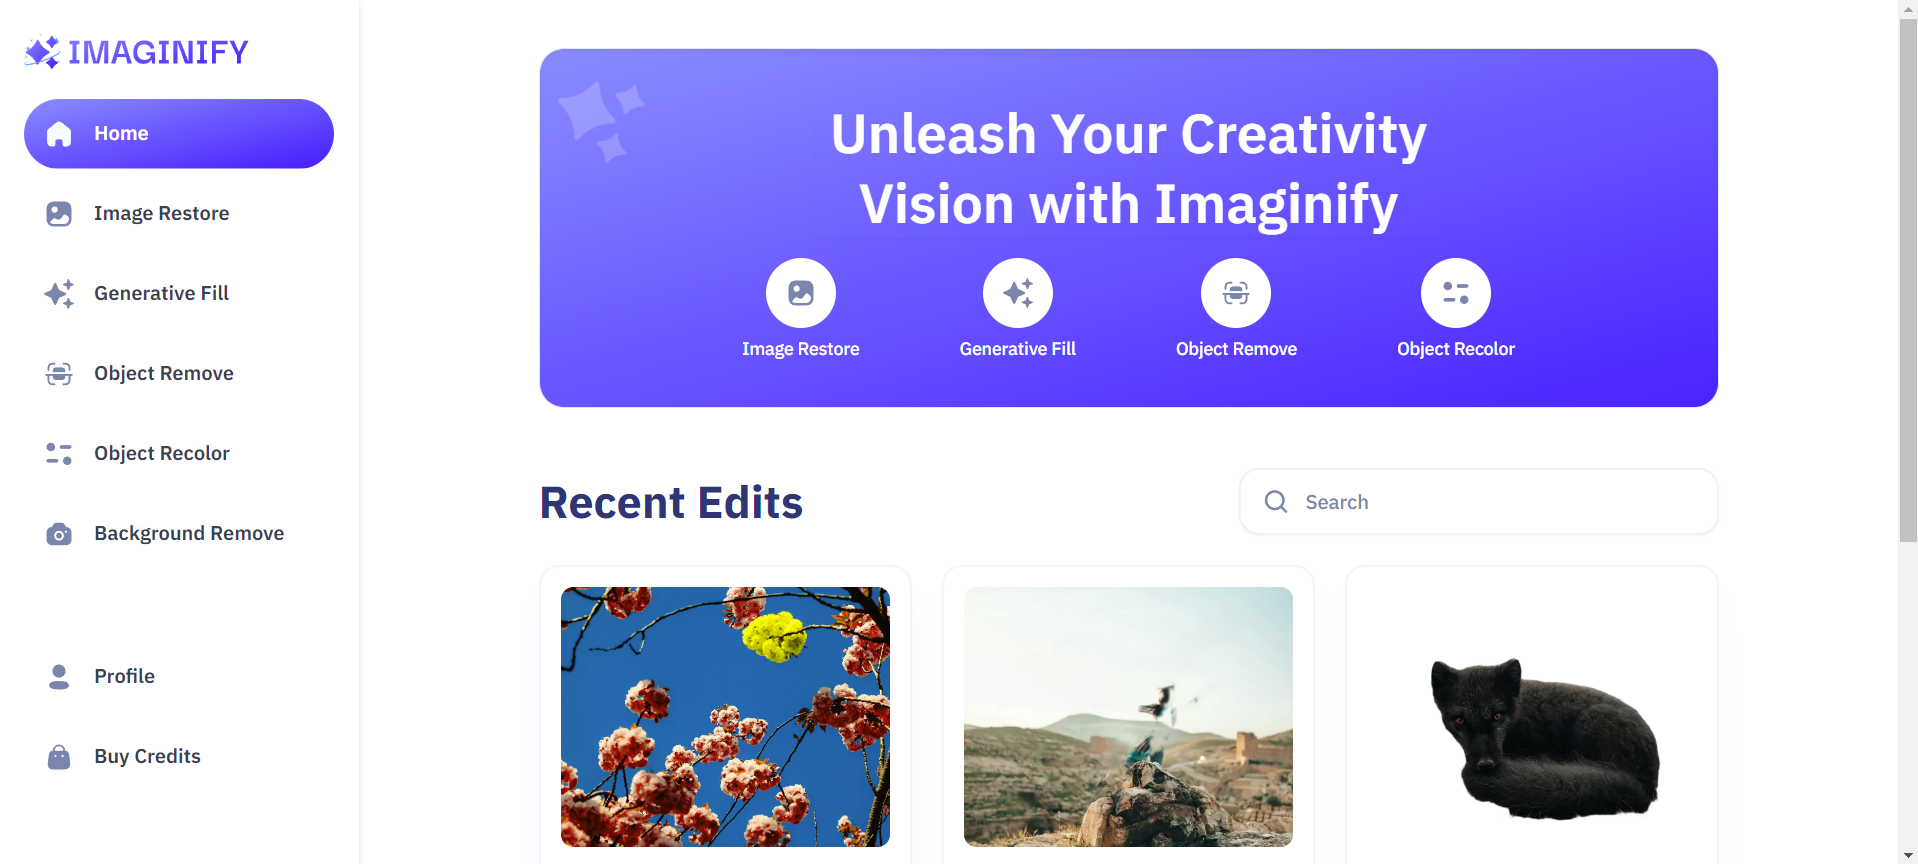 IMAGINIFY
Home
Image Restore
Generative Fill
Object Remove
Object Recolor
Background Remove
Profile
Buy Credits
Unleash Your Creativity
Vision with Imaginify
Image Restore
Generative Fill
Object Remove
Object Recolor
Recent Edits
Search